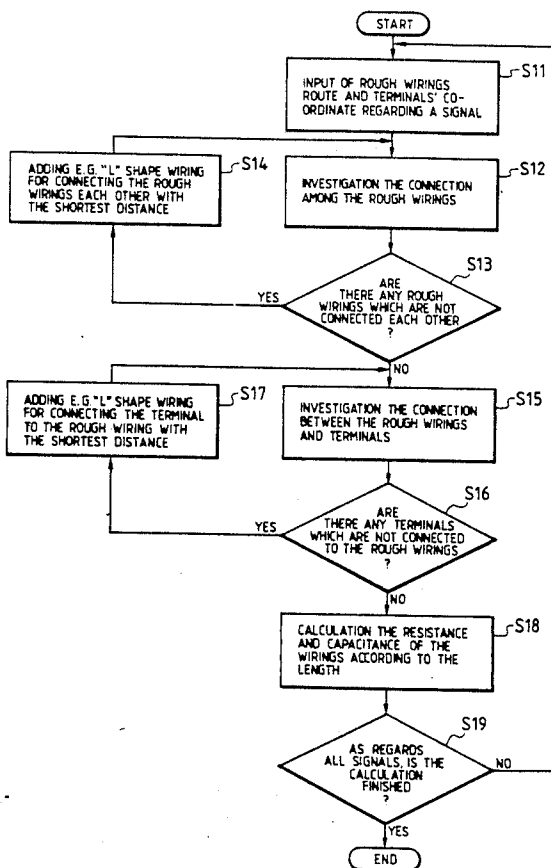 START
S11
INPUT OF ROUGH WIRINGS
ROUTE AND TERMINALS' CO-
ORDINATE REGARDING A SIGNAL
S14
ADDING E.G. "L" SHAPE WIRING
FOR CONNECTING THE ROUGH
WIRINGS EACH OTHER WITH
THE SHORTEST DISTANCE
S12
INVESTIGATION THE CONNECTION
AMONG THE ROUGH WIRINGS
S13
ARE
THERE ANY ROUGH
WIRINGS WHICH ARE NOT
CONNECTED EACH OTHER
?
YES
NO
S17
ADDING E.G. "L" SHAPE WIRING
FOR CONNECTING THE TERMINAL
TO THE ROUGH WIRING WITH
THE SHORTEST DISTANCE
S15
INVESTIGATION THE CONNECTION
BETWEEN THE ROUGH WIRINGS
AND TERMINALS
S16
ARE
THERE ANY TERMINALS
WHICH ARE NOT CONNECTED
TO THE ROUGH WIRINGS
?
YES
NO
S18
CALCULATION THE RESISTANCE
AND CAPACITANCE OF THE
WIRINGS ACCORDING TO THE
LENGTH
S19
AS REGARDS
ALL SIGNALS, IS THE
CALCULATION
FINISHED
?
NO
YES
END